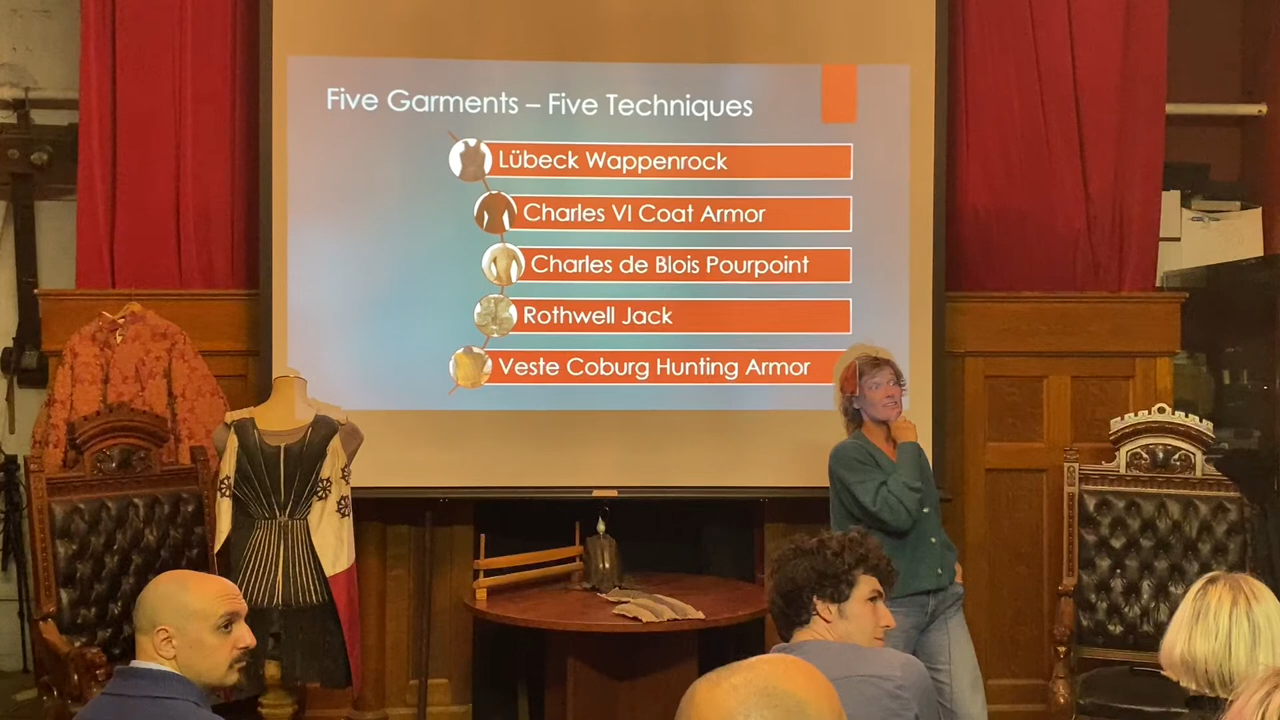 Five Garments – Five Techniques
Lübeck Wappenrock
Charles VI Coat Armor
Charles de Blois Pourpoint
Rothwell Jack
Veste Coburg Hunting Armor